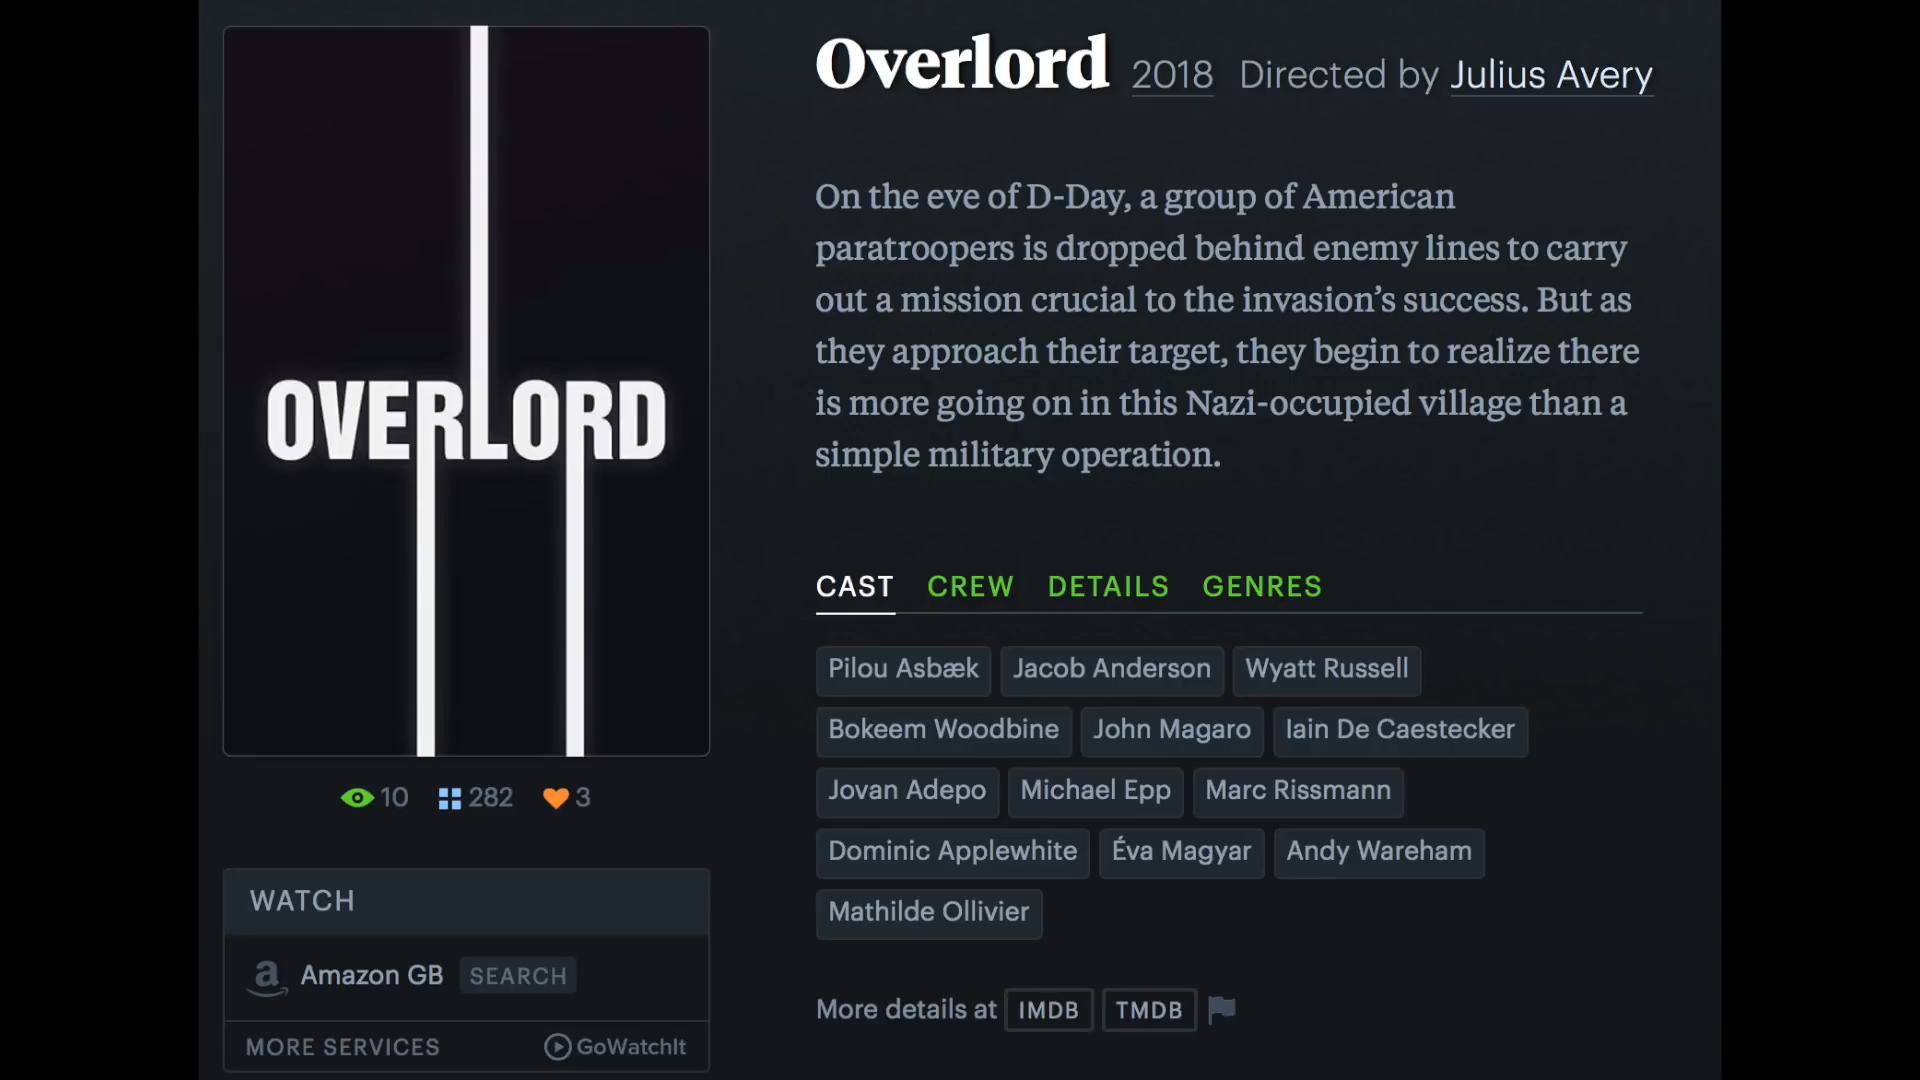 OVERLORD
10 282 3
WATCH
Amazon GB SEARCH
MORE SERVICES GoWatchIt
Overlord 2018 Directed by Julius Avery
On the eve of D-Day, a group of American
paratroopers is dropped behind enemy lines to carry
out a mission crucial to the invasion’s success. But as
they approach their target, they begin to realize there
is more going on in this Nazi-occupied village than a
simple military operation.
CAST CREW DETAILS GENRES
Pilou Asbæk Jacob Anderson Wyatt Russell
Bokeem Woodbine John Magaro Iain De Caestecker
Jovan Adepo Michael Epp Marc Rissmann
Dominic Applewhite Éva Magyar Andy Wareham
Mathilde Ollivier
More details at IMDB TMDB